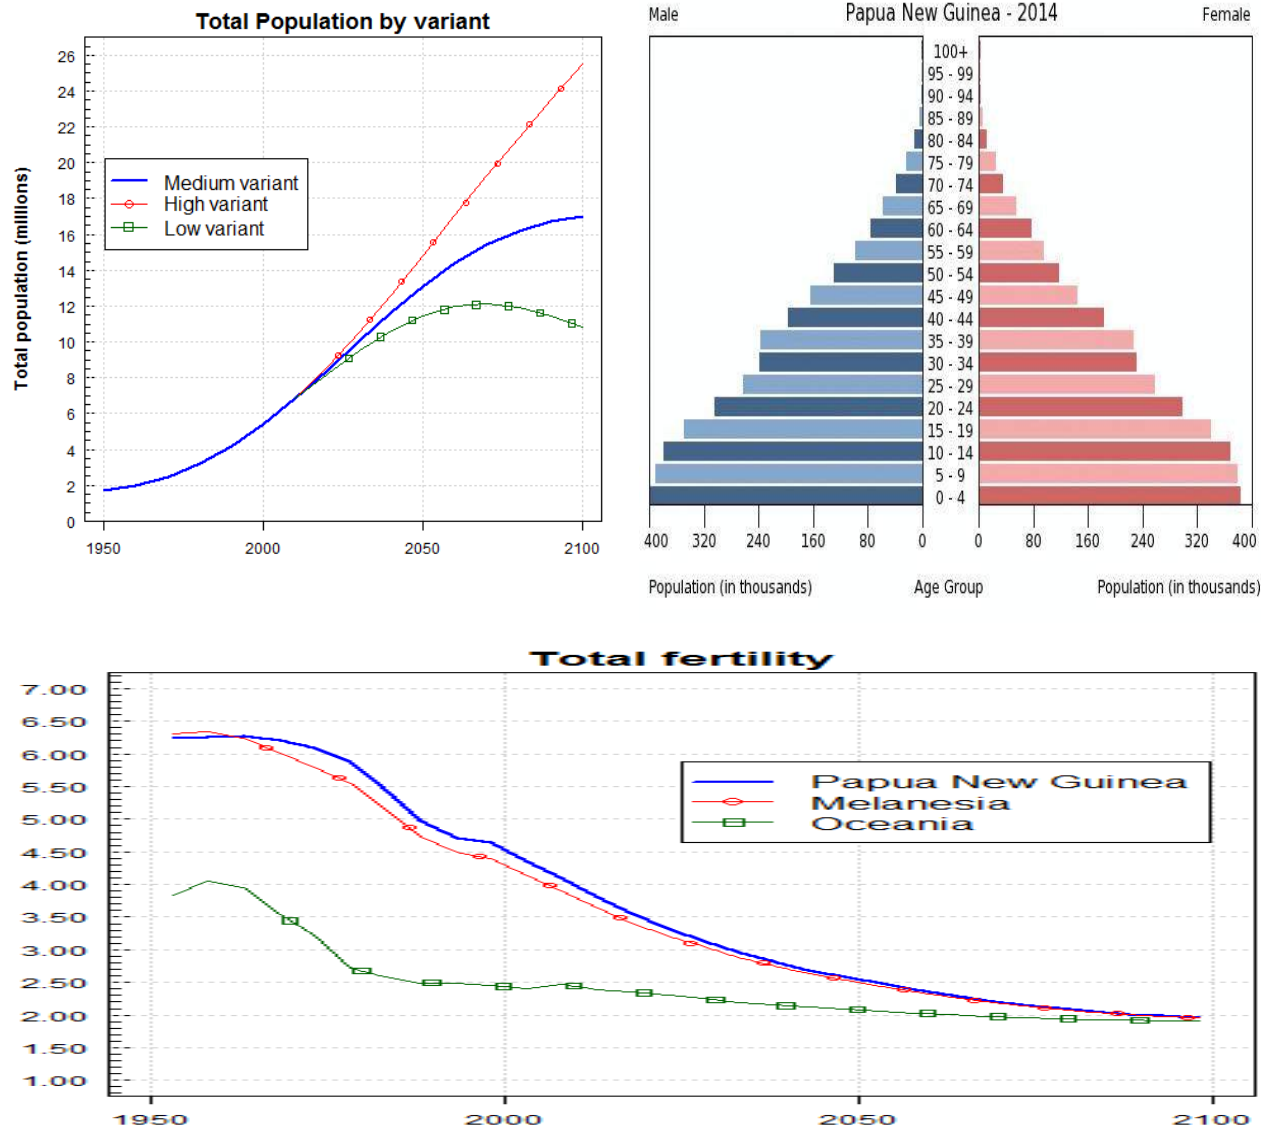 Total Population by variant
26
24
22
20
18
16
14
12
10
8
6
4
2
0
Total population (millions)
Medium variant
High variant
Low variant
1950 2000 2050 2100
Male Papua New Guinea - 2014 Female
100+
95 - 99
90 - 94
85 - 89
80 - 84
75 - 79
70 - 74
65 - 69
60 - 64
55 - 59
50 - 54
45 - 49
40 - 44
35 - 39
30 - 34
25 - 29
20 - 24
15 - 19
10 - 14
5 - 9
0 - 4
400 320 240 160 80 0 0 80 160 240 320 400
Population (in thousands) Age Group Population (in thousands)
Total fertility
7.00
6.50
6.00
5.50
5.00
4.50
4.00
3.50
3.00
2.50
2.00
1.50
1.00
Papua New Guinea
Melanesia
Oceania
1950 2000 2050 2100